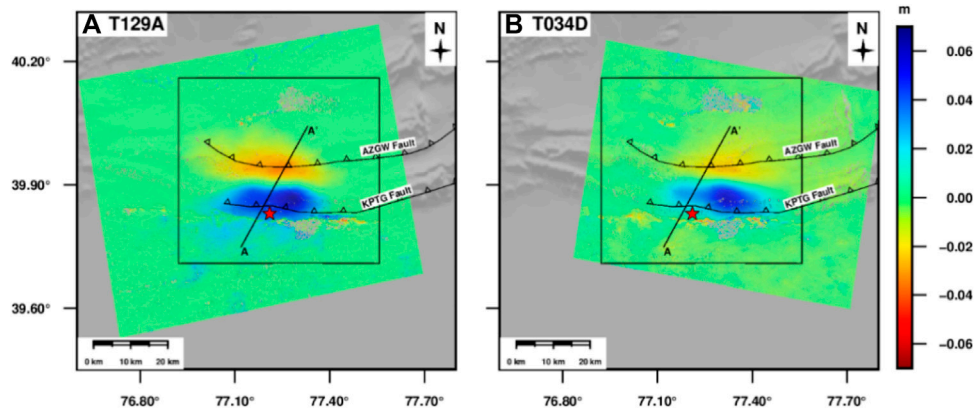 A T129A
N
40.20°
39.90°
39.60°
A'
AZGW Fault
KPTG Fault
A
0 km 10 km 20 km
76.80° 77.10° 77.40° 77.70°
B T034D
N
A'
AZGW Fault
KPTG Fault
A
0 km 10 km 20 km
76.80° 77.10° 77.40° 77.70°
m
0.06
0.04
0.02
0.00
−0.02
−0.04
−0.06